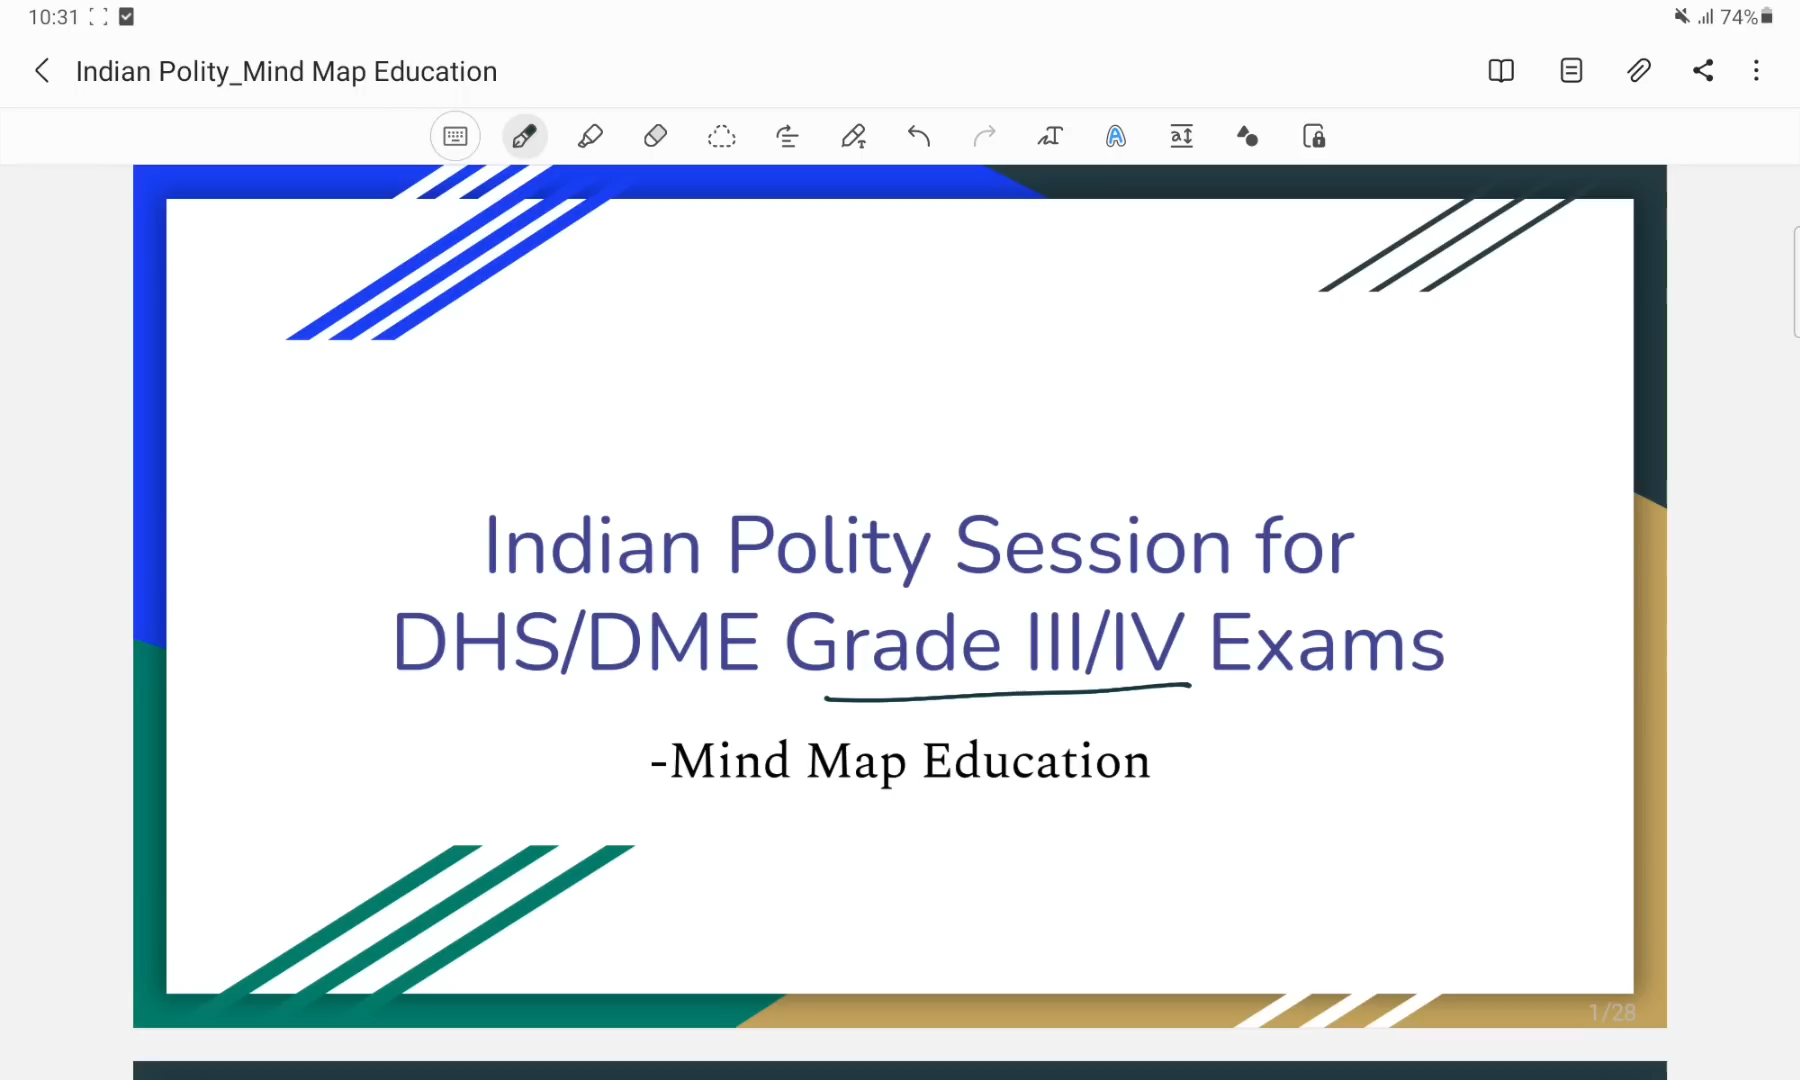 10:31
74%
Indian Polity_Mind Map Education
Indian Polity Session for
DHS/DME Grade III/IV Exams
-Mind Map Education
1/28